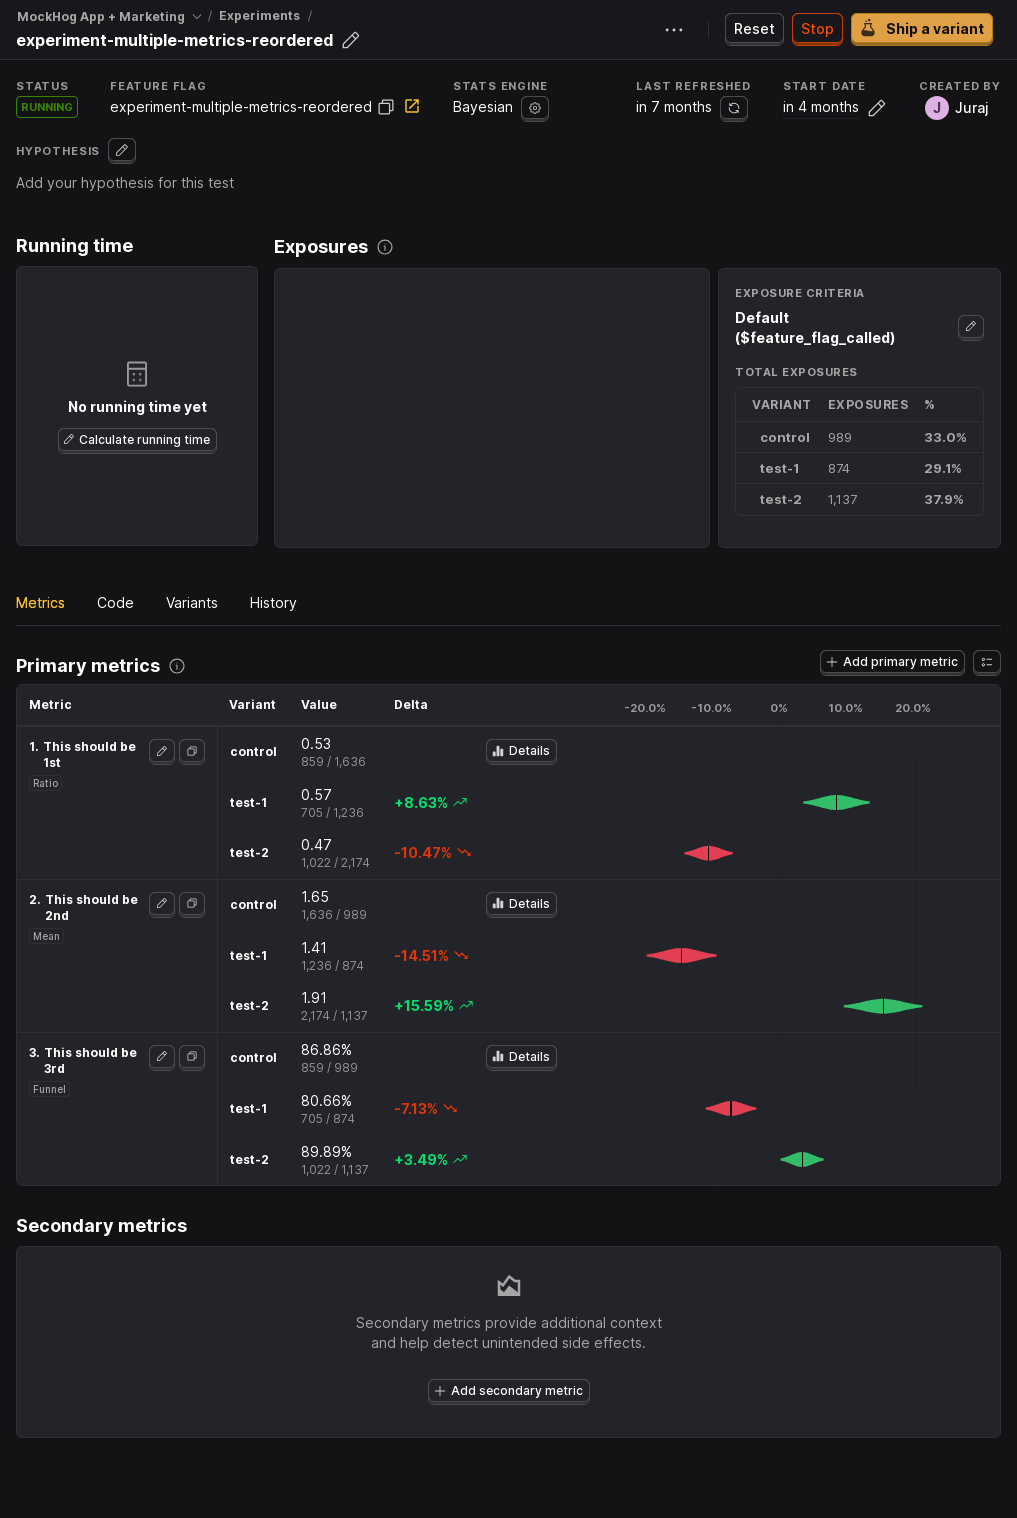 MockHog App + Marketing / Experiments /
experiment-multiple-metrics-reordered
Reset
Stop
Ship a variant
STATUS
RUNNING
FEATURE FLAG
experiment-multiple-metrics-reordered
STATS ENGINE
Bayesian
LAST REFRESHED
in 7 months
START DATE
in 4 months
CREATED BY
J Juraj
HYPOTHESIS
Add your hypothesis for this test
Running time
No running time yet
Calculate running time
Exposures
EXPOSURE CRITERIA
Default
($feature_flag_called)
TOTAL EXPOSURES
VARIANT EXPOSURES %
control 989 33.0%
test-1 874 29.1%
test-2 1,137 37.9%
Metrics Code Variants History
Primary metrics
Add primary metric
Metric Variant Value Delta -20.0% -10.0% 0% 10.0% 20.0%
1. This should be
1st
Ratio
control 0.53
859 / 1,636
Details
test-1 0.57
705 / 1,236
+8.63%
test-2 0.47
1,022 / 2,174
-10.47%
2. This should be
2nd
Mean
control 1.65
1,636 / 989
Details
test-1 1.41
1,236 / 874
-14.51%
test-2 1.91
2,174 / 1,137
+15.59%
3. This should be
3rd
Funnel
control 86.86%
859 / 989
Details
test-1 80.66%
705 / 874
-7.13%
test-2 89.89%
1,022 / 1,137
+3.49%
Secondary metrics
Secondary metrics provide additional context
and help detect unintended side effects.
Add secondary metric